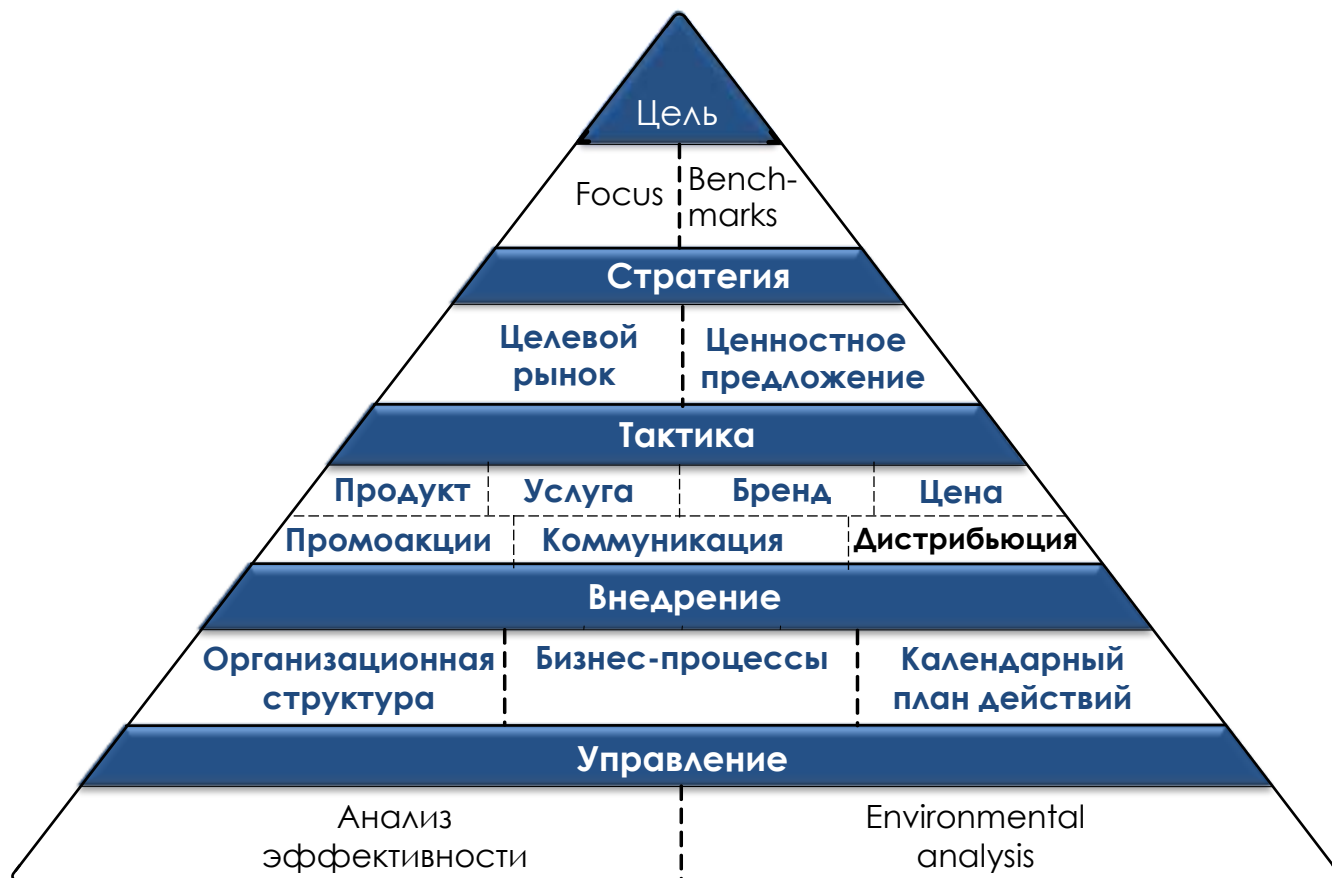 Цель
Focus
Bench-
marks
Стратегия
Целевой
рынок
Ценностное
предложение
Тактика
Продукт Услуга Бренд Цена
Промоакции Коммуникация Дистрибьюция
Внедрение
Организационная
структура
Бизнес-процессы
Календарный
план действий
Управление
Анализ
эффективности
Environmental
analysis